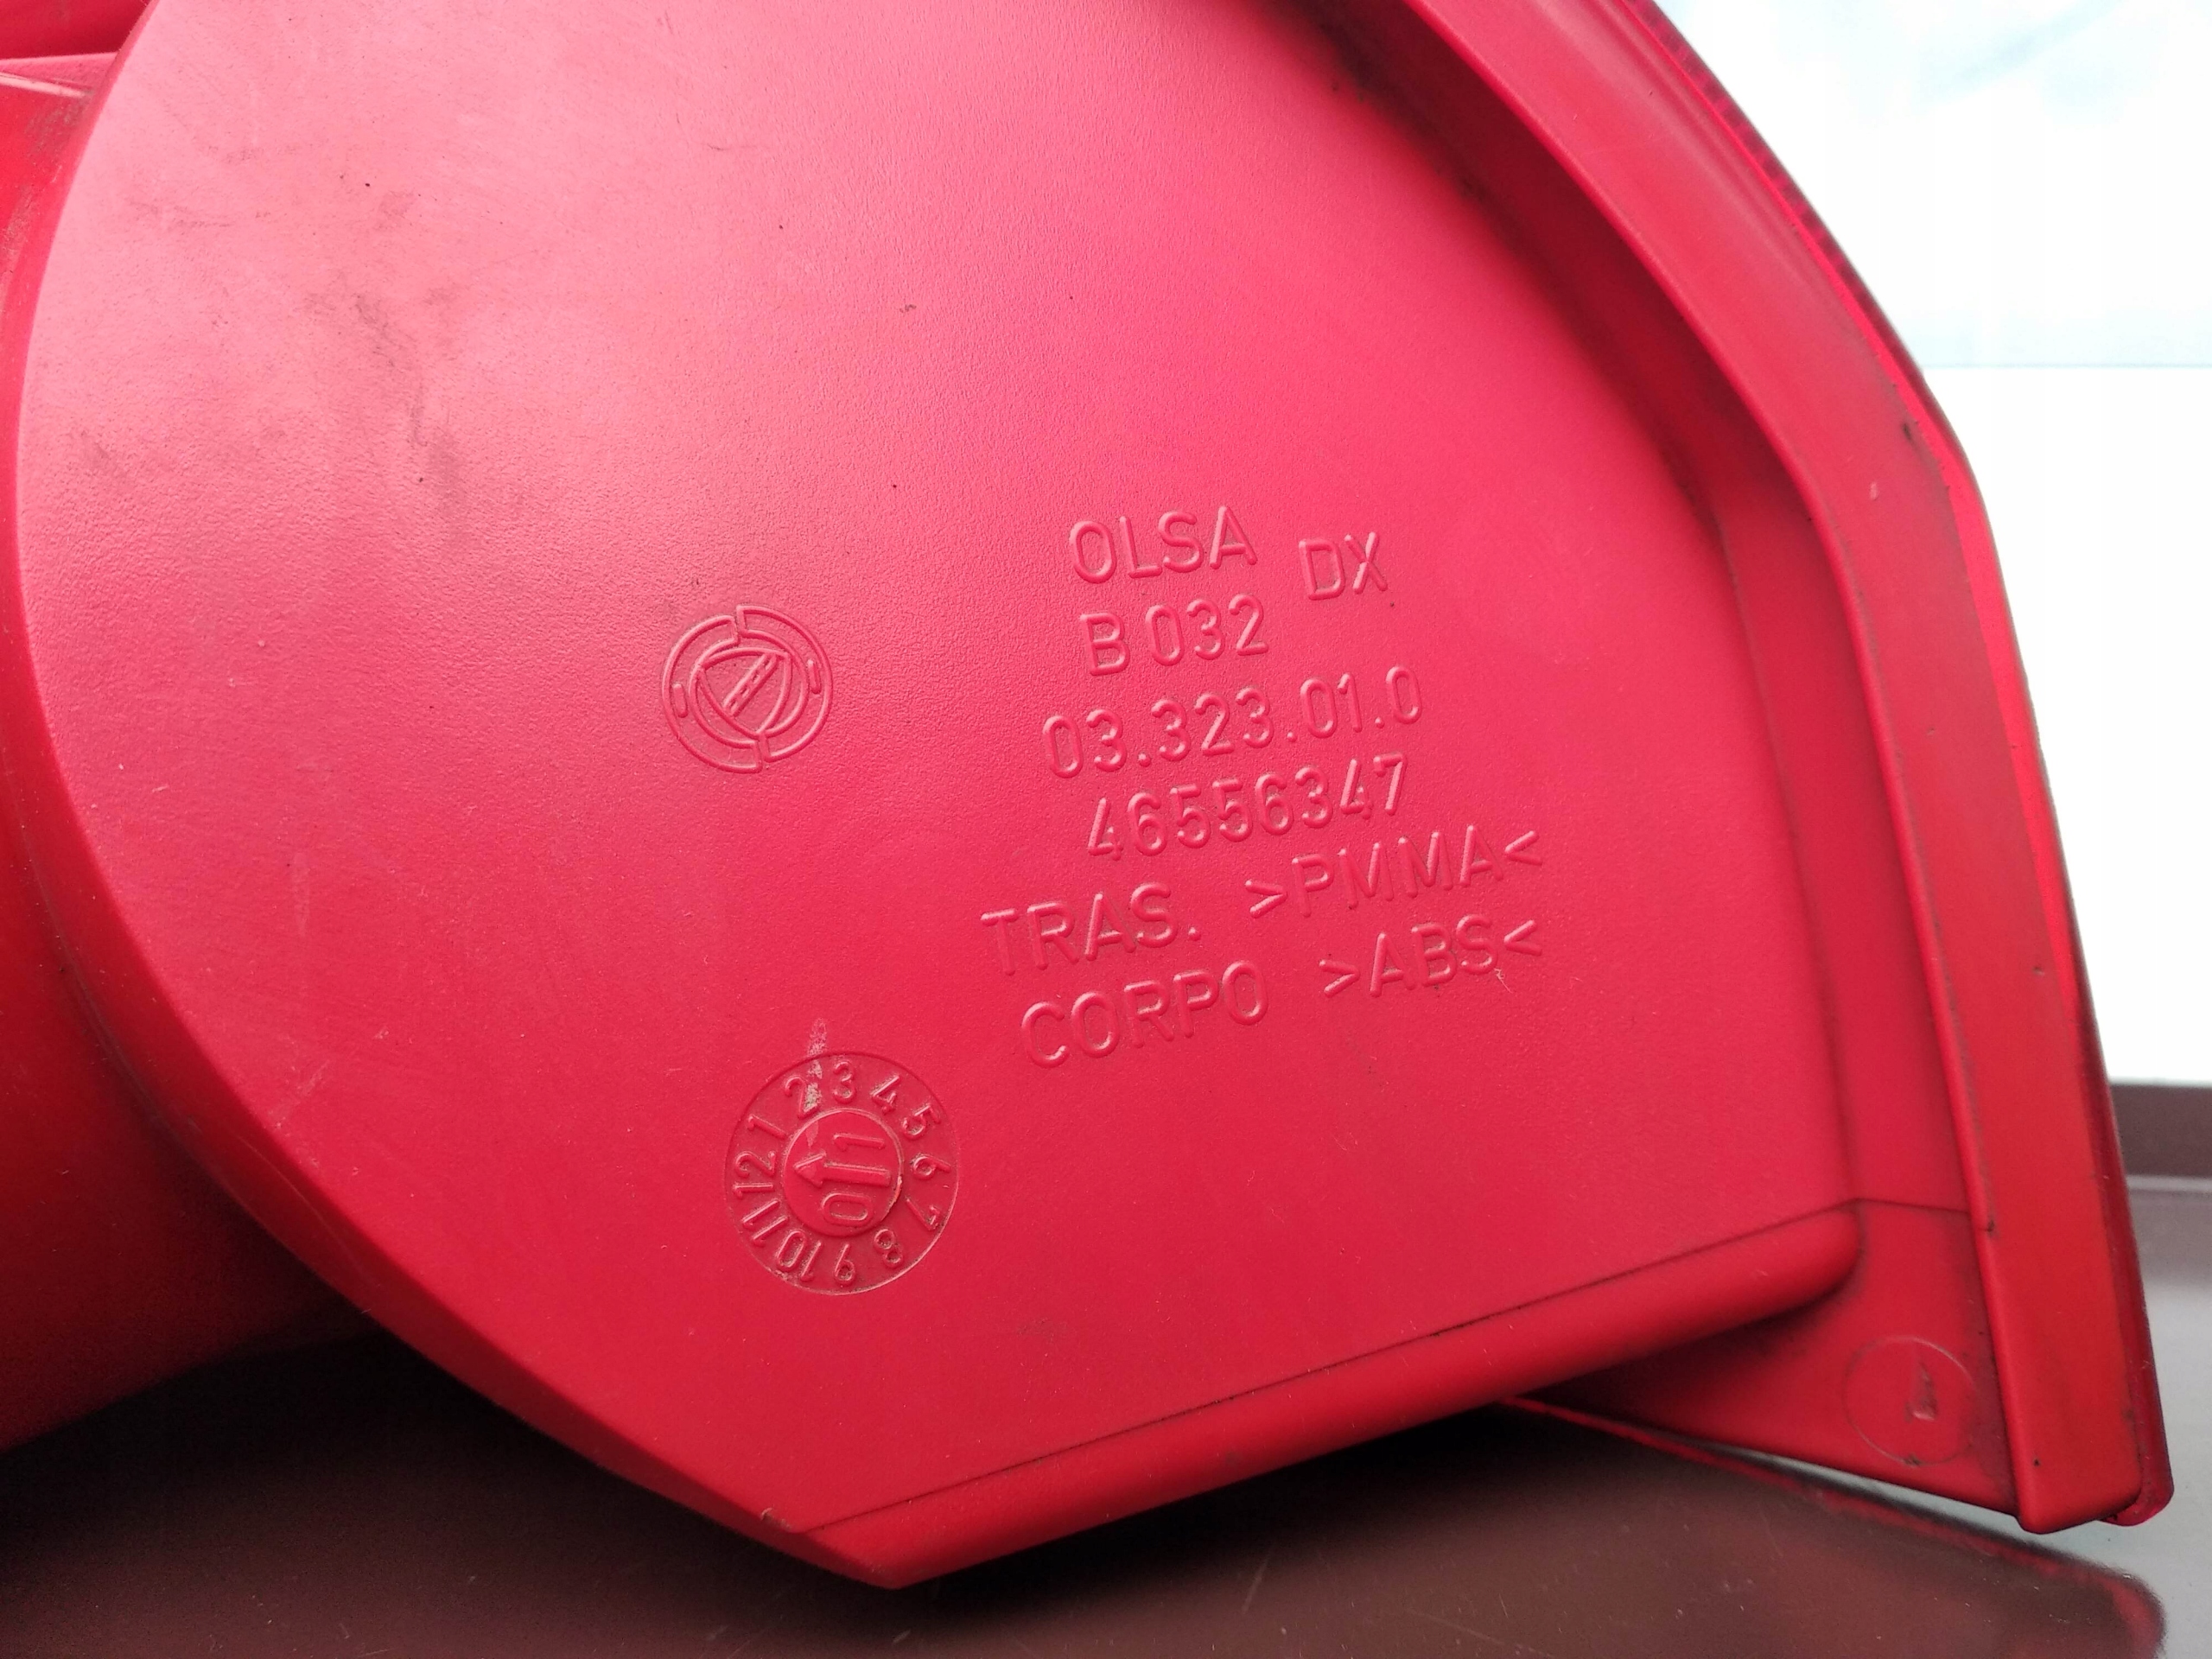 OLSA
DX
B 032
03.323.01.0
46556347
TRAS. >PMMA<
CORPO >ABS<
1 2 3 4 5 6 7 8 9 10 11 12
01